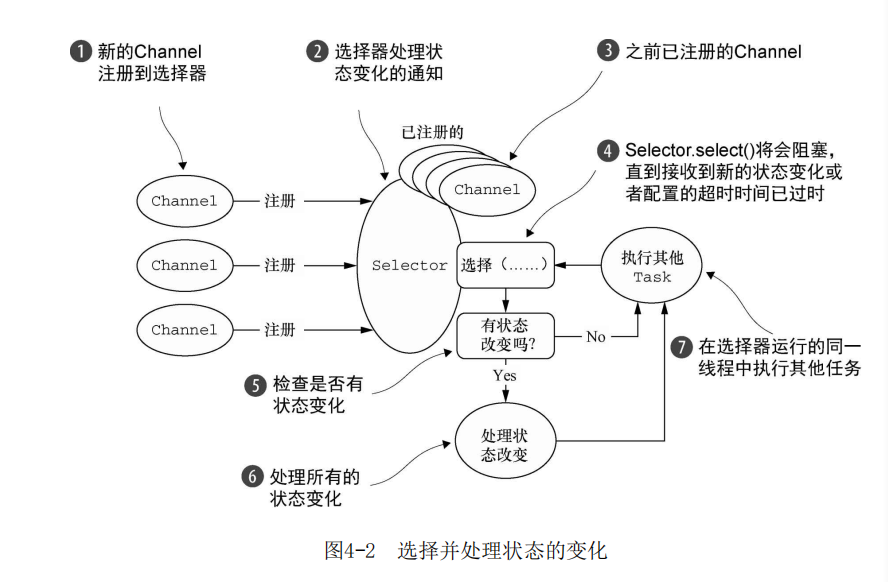 1 新的Channel
注册到选择器
2 选择器处理状
态变化的通知
3 之前已注册的Channel
已注册的
Channel
4 Selector.select()将会阻塞，
直到接收到新的状态变化或
者配置的超时时间已过时
Channel
注册
Channel
注册
Channel
注册
Selector
选择（……）
执行其他
Task
有状态
改变吗？
No
Yes
7 在选择器运行的同一
线程中执行其他任务
5 检查是否有
状态变化
处理状
态改变
6 处理所有的
状态变化
图4-2 选择并处理状态的变化